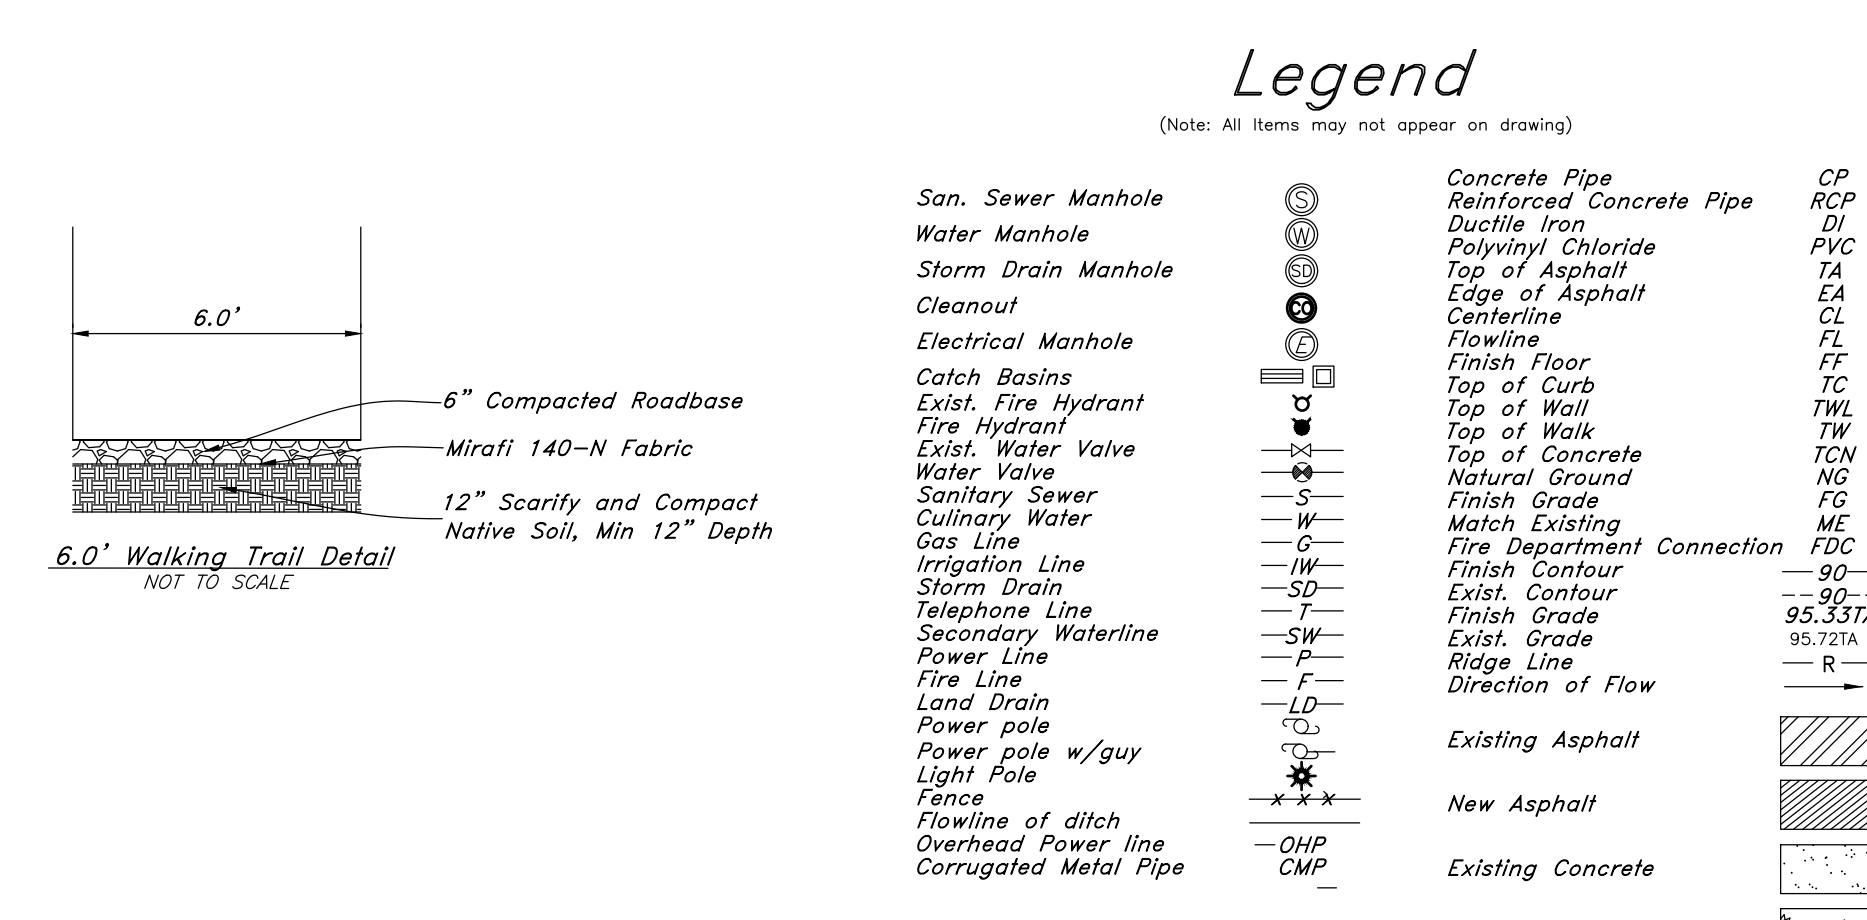 6.0'
6" Compacted Roadbase
Mirafi 140-N Fabric
12" Scarify and Compact
Native Soil, Min 12" Depth
6.0' Walking Trail Detail
NOT TO SCALE
Legend
(Note: All Items may not appear on drawing)
San. Sewer Manhole S
Water Manhole W
Storm Drain Manhole SD
Cleanout CO
Electrical Manhole E
Catch Basins
Exist. Fire Hydrant
Fire Hydrant
Exist. Water Valve
Water Valve
Sanitary Sewer S
Culinary Water W
Gas Line G
Irrigation Line IW
Storm Drain SD
Telephone Line T
Secondary Waterline SW
Power Line P
Fire Line F
Land Drain LD
Power pole
Power pole w/guy
Light Pole
Fence x x x
Flowline of ditch
Overhead Power line OHP
Corrugated Metal Pipe CMP
Concrete Pipe CP
Reinforced Concrete Pipe RCP
Ductile Iron DI
Polyvinyl Chloride PVC
Top of Asphalt TA
Edge of Asphalt EA
Centerline CL
Flowline FL
Finish Floor FF
Top of Curb TC
Top of Wall TWL
Top of Walk TW
Top of Concrete TCN
Natural Ground NG
Finish Grade FG
Match Existing ME
Fire Department Connection FDC
Finish Contour 90
Exist. Contour 90
Finish Grade 95.33TA
Exist. Grade 95.72TA
Ridge Line R
Direction of Flow
Existing Asphalt
New Asphalt
Existing Concrete